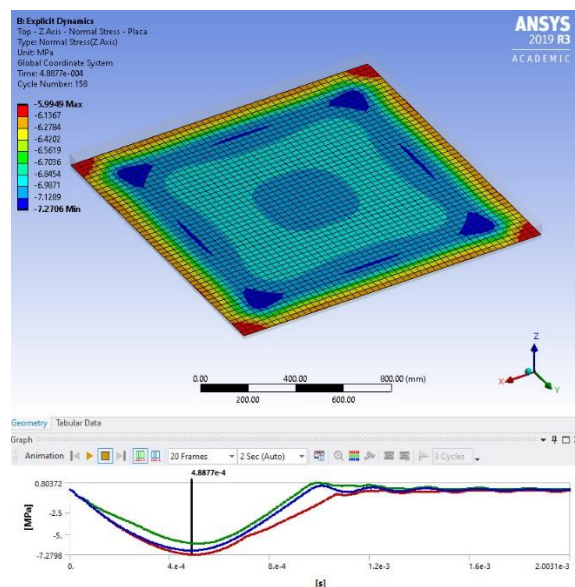 B: Explicit Dynamics
Top - Z Axis - Normal Stress - Placa
Type: Normal Stress(Z Axis)
Unit: MPa
Global Coordinate System
Time: 4.8877e-004
Cycle Number: 158
ANSYS
2019 R3
ACADEMIC
-5.9949 Max
-6.1367
-6.2784
-6.4202
-6.5619
-6.7036
-6.8454
-6.9871
-7.1289
-7.2706 Min
0.00 400.00 800.00 (mm)
200.00 600.00
Z
X
Y
Geometry Tabular Data
Graph
Animation 20 Frames 2 Sec (Auto) 3 Cycles
4.8877e-4
0.80372
-2.5
-5.
-7.2798
[MPa]
0. 4.e-4 8.e-4 1.2e-3 1.6e-3 2.0031e-3
[s]